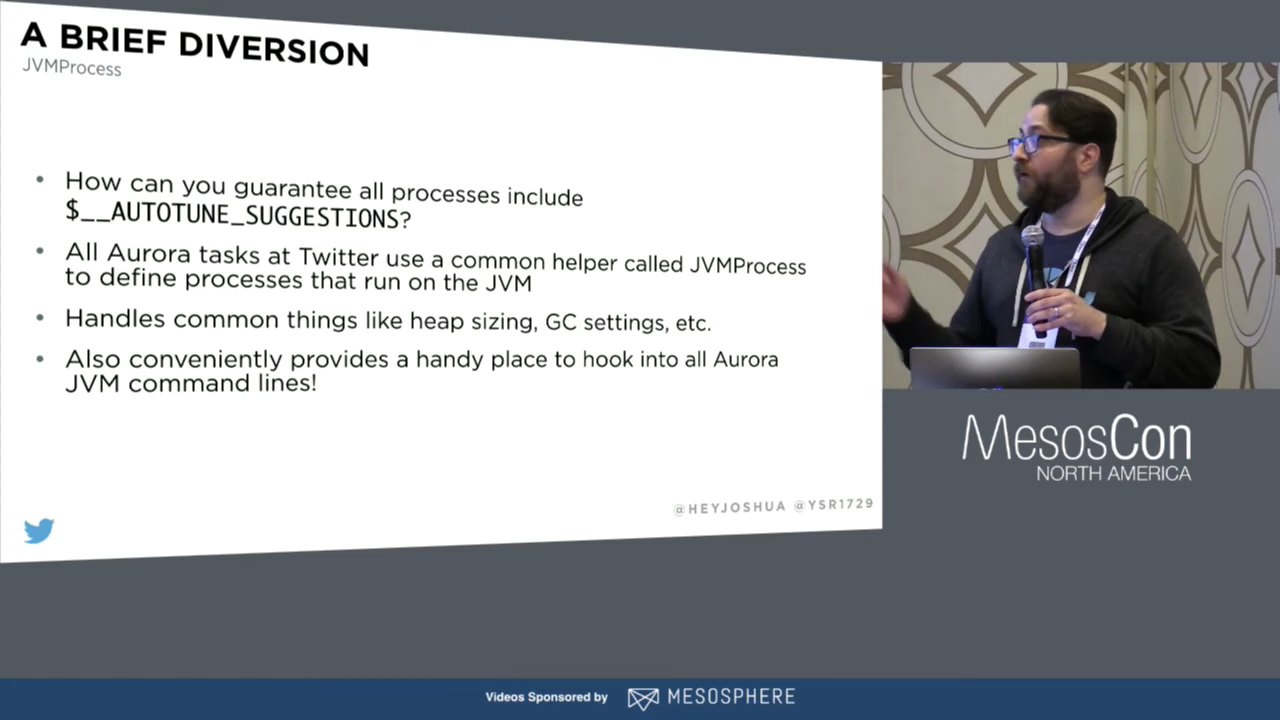 A BRIEF DIVERSION
JVMProcess
• How can you guarantee all processes include
$__AUTOTUNE_SUGGESTIONS?
• All Aurora tasks at Twitter use a common helper called JVMProcess
to define processes that run on the JVM
• Handles common things like heap sizing, GC settings, etc.
• Also conveniently provides a handy place to hook into all Aurora
JVM command lines!
@HEYJOSHUA @YSR1729
MesosCon
NORTH AMERICA
Videos Sponsored by MESOSPHERE